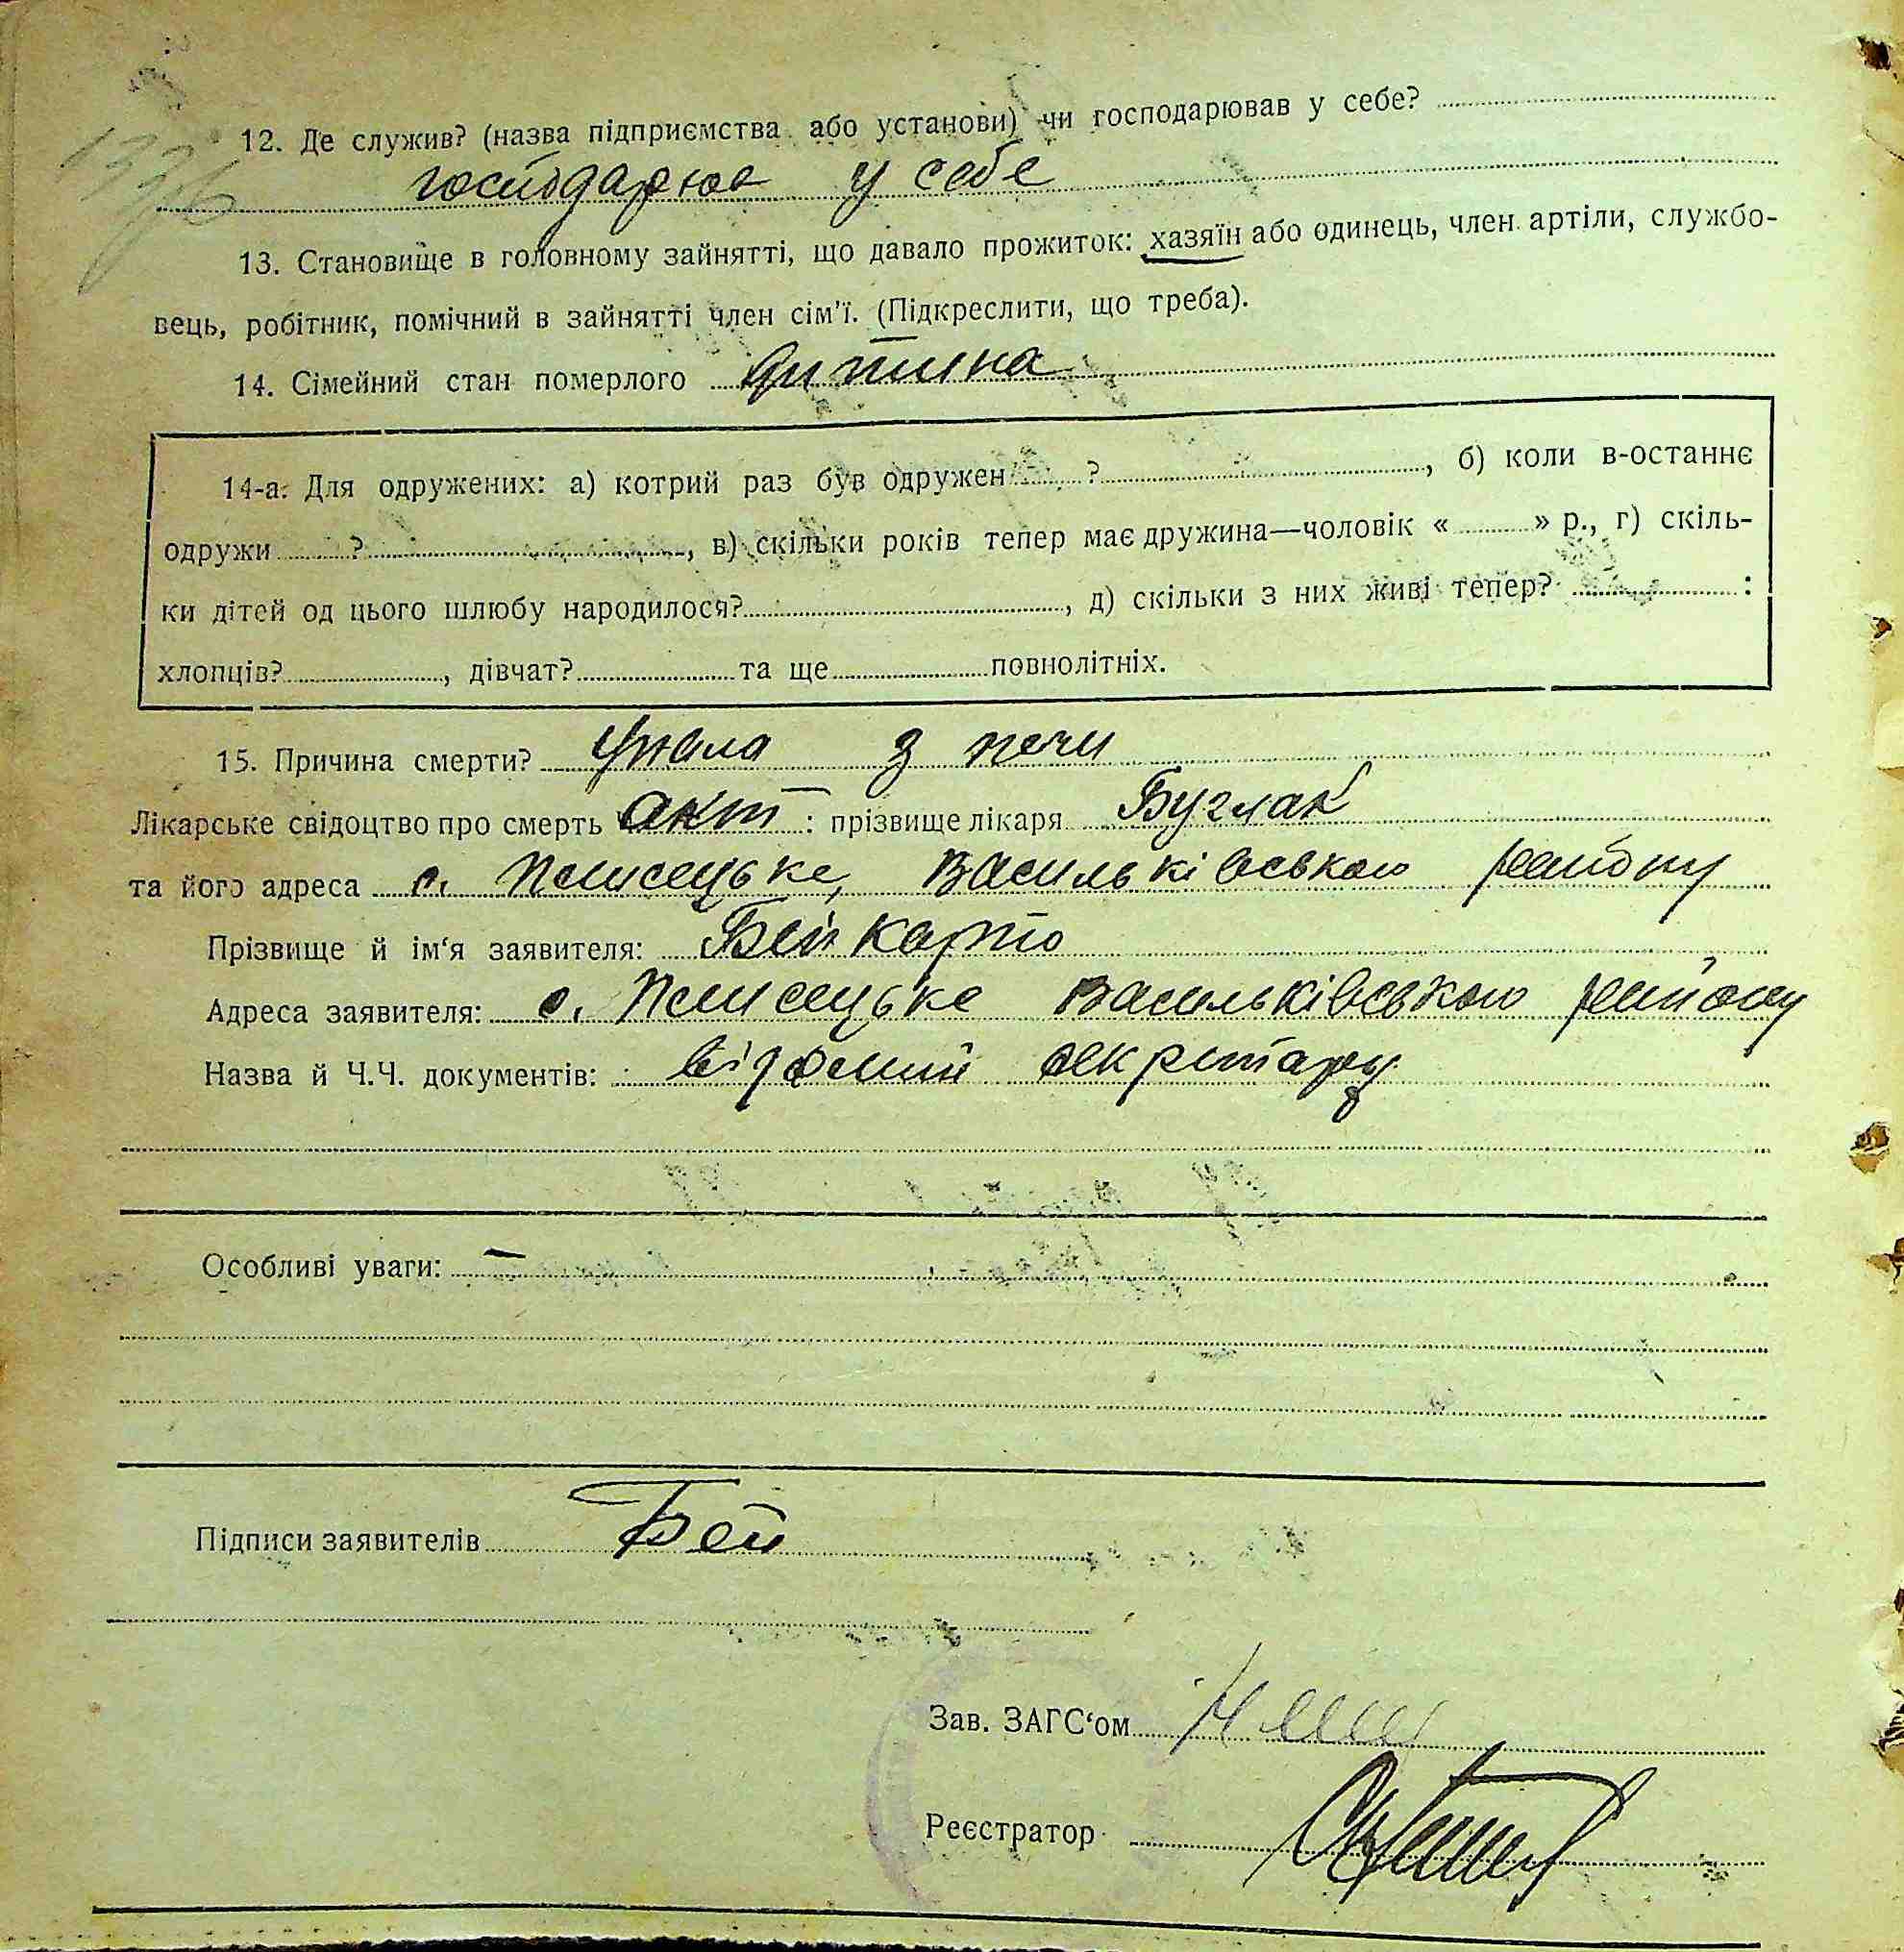 12. Де служив? (назва підприємства або установи) чи господарював у себе?
господарює у себе
13. Становище в головному зайнятті, що давало прожиток: хазяїн або одинець, член артіли, службо-
вець, робітник, помічний в зайнятті член сім'ї. (Підкреслити, що треба).
14. Сімейний стан померлого дитина
14-а. Для одружених: а) котрий раз був одружен ? , б) коли в-останнє
одружи ? , в) скільки років тепер має дружина—чоловік « » р., г) скіль-
ки дітей од цього шлюбу народилося? , д) скільки з них живі тепер? :
хлопців? , дівчат? та ще повнолітніх.
15. Причина смерти? Упала з печи
Лікарське свідоцтво про смерть акт : прізвище лікаря Буглак
та його адреса с. Плисецьке, Васильківського району
Прізвище й ім'я заявителя: Бей Карпо
Адреса заявителя: с. Плисецьке Васильківського району
Назва й Ч.Ч. документів: відомий секретару
Особливі уваги: —
Підписи заявителів Бей
Зав. ЗАГС'ом
Реєстратор